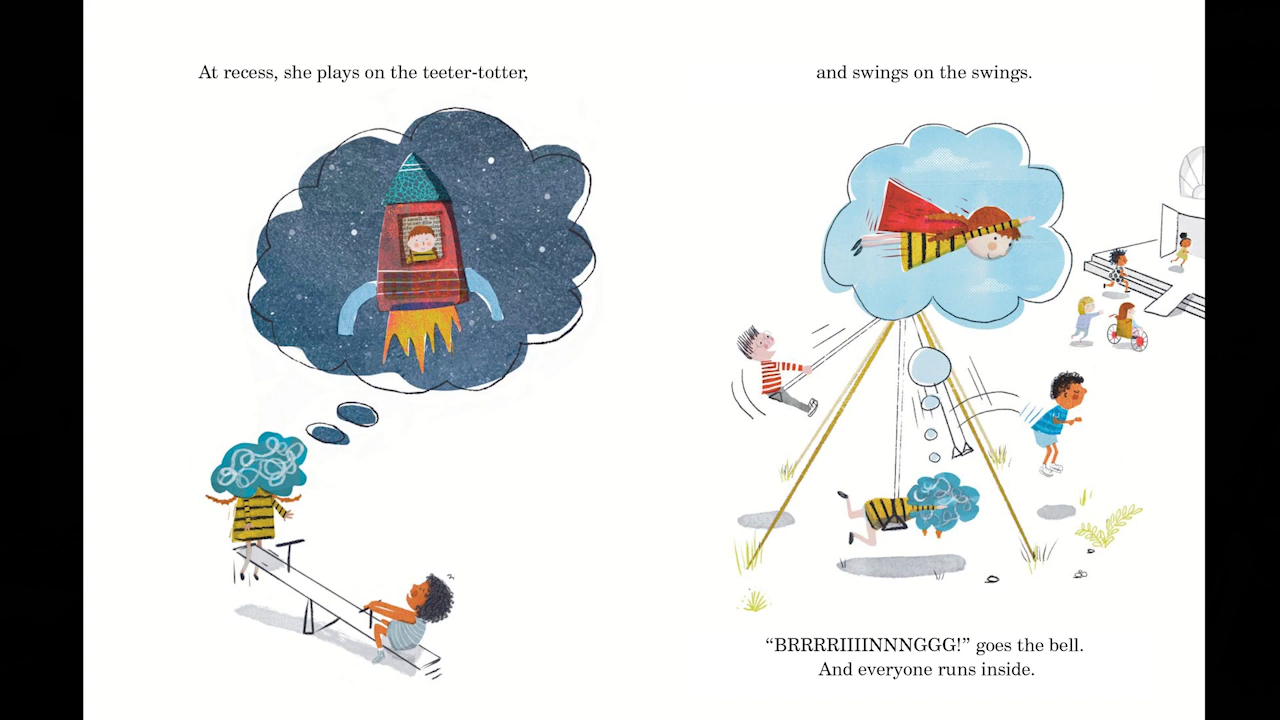 At recess, she plays on the teeter-totter,
and swings on the swings.
“BRRRRIIIINNNGGG!” goes the bell.
And everyone runs inside.